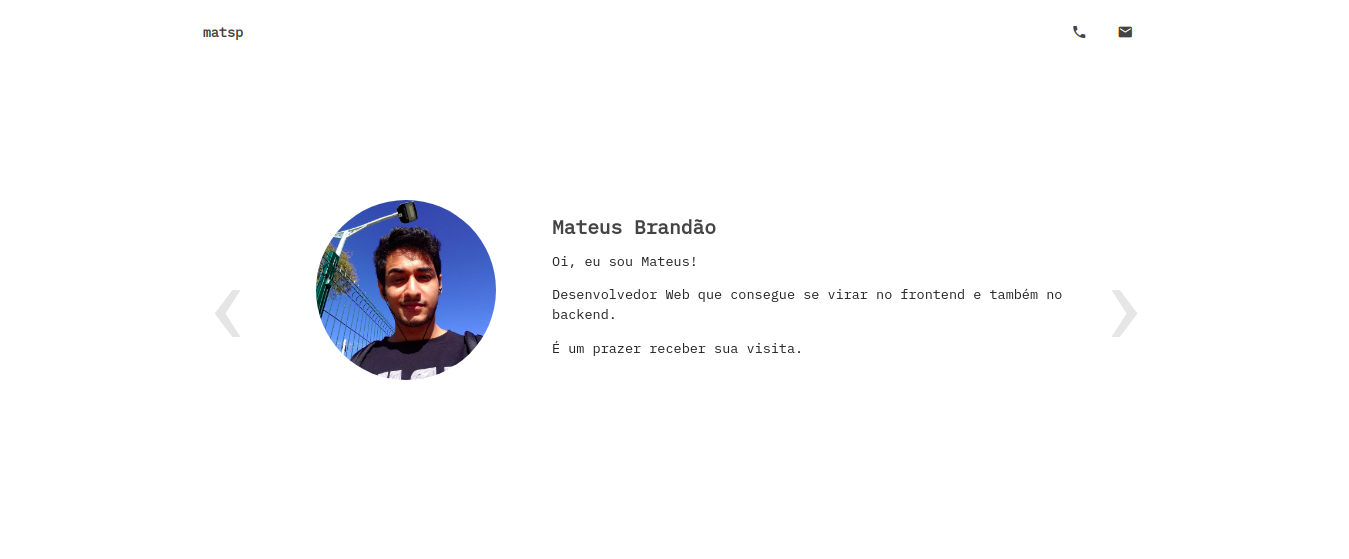 matsp
Mateus Brandão
Oi, eu sou Mateus!
Desenvolvedor Web que consegue se virar no frontend e também no
backend.
É um prazer receber sua visita.